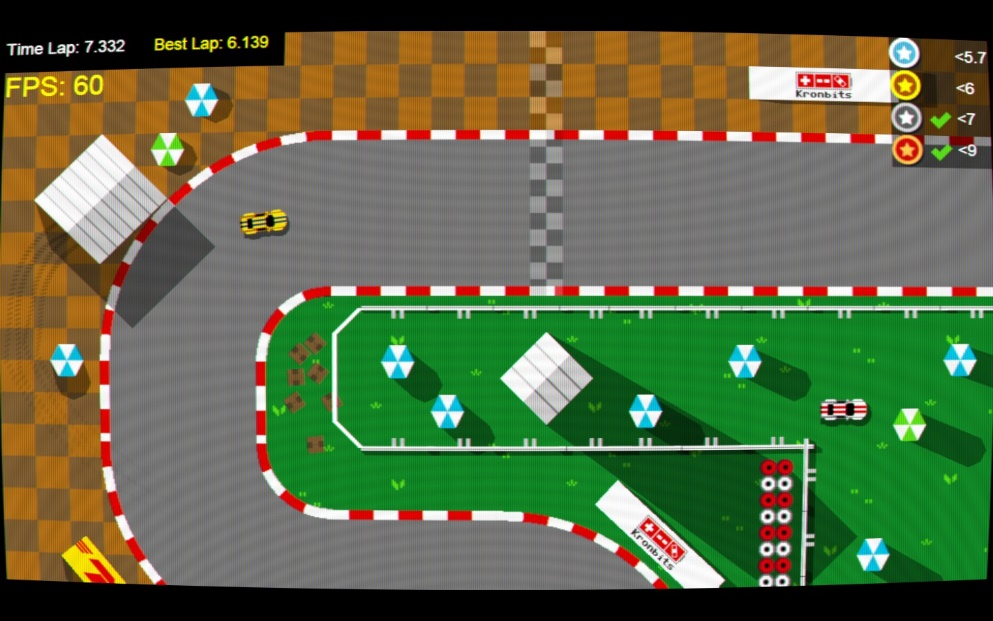 Time Lap: 7.332
Best Lap: 6.139
FPS: 60
<5.7
<6
<7
<9
Kronbits
Kronbits